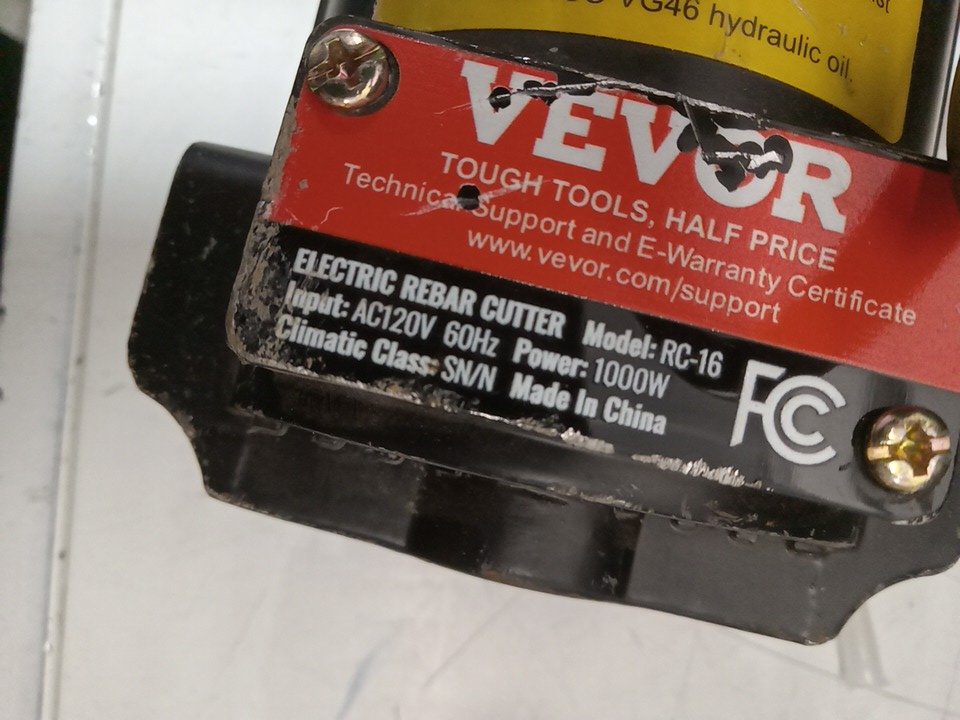 VG46 hydraulic oil.
VEVOR
TOUGH TOOLS, HALF PRICE
Technical Support and E-Warranty Certificate
www.vevor.com/support
ELECTRIC REBAR CUTTER Model: RC-16
Input: AC120V 60Hz Power: 1000W
Climatic Class: SN/N Made In China
FC